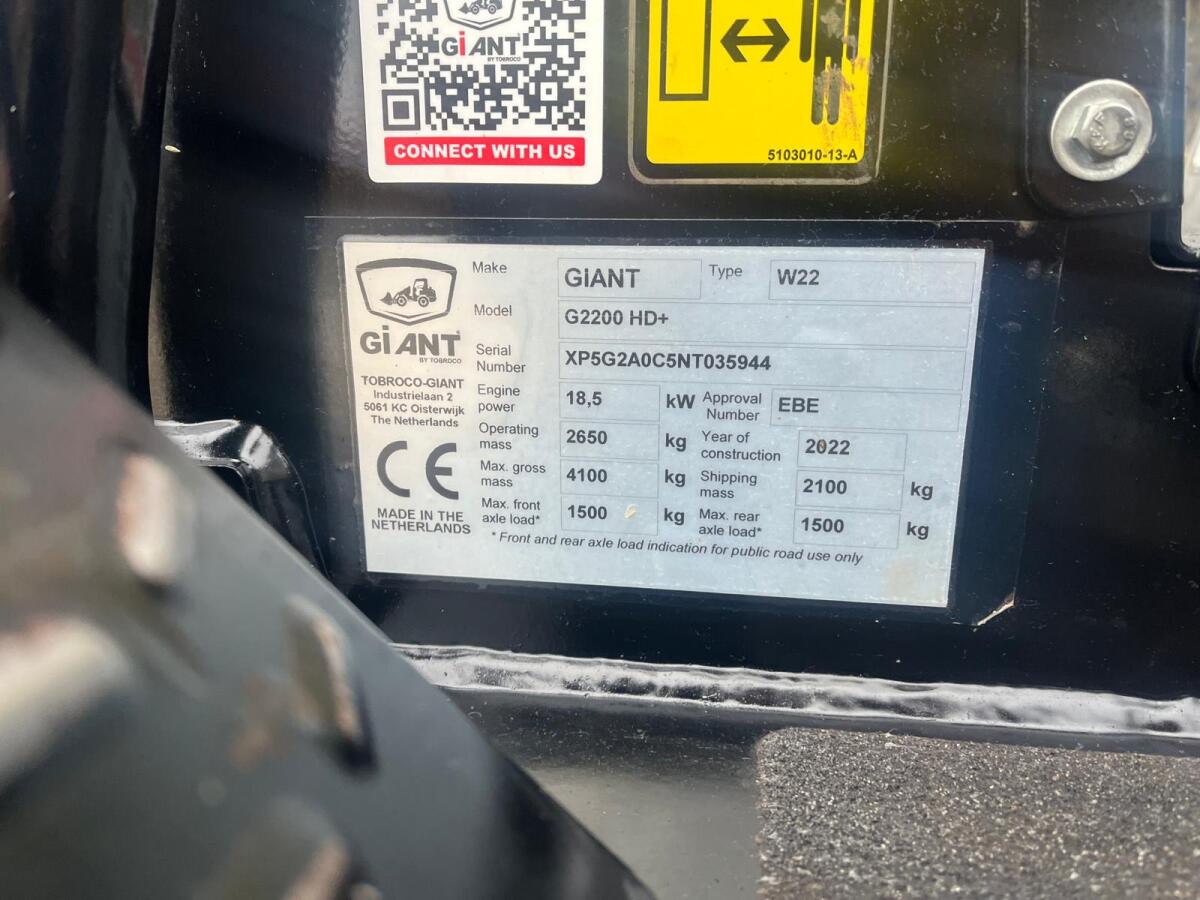 GiANT
BY TOBROCO
CONNECT WITH US
5103010-13-A
GiANT
BY TOBROCO
TOBROCO-GIANT
Industrielaan 2
5061 KC Oisterwijk
The Netherlands
CE
MADE IN THE
NETHERLANDS
Make GiANT Type W22
Model G2200 HD+
Serial Number XP5G2A0C5NT035944
Engine power 18,5 kW Approval Number EBE
Operating mass 2650 kg Year of construction 2022
Max. gross mass 4100 kg Shipping mass 2100 kg
Max. front axle load* 1500 kg Max. rear axle load* 1500 kg
* Front and rear axle load indication for public road use only